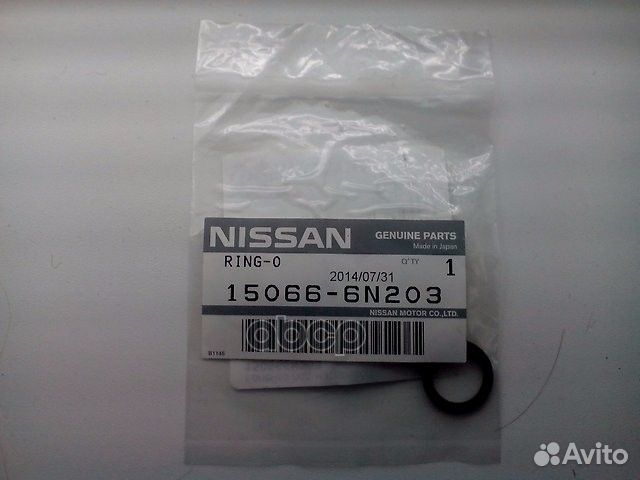 NISSAN
GENUINE PARTS
Made in Japan
RING-O
Q'TY
1
2014/07/31
15066-6N203
NISSAN MOTOR CO.,LTD.
abcp
B1146
Avito